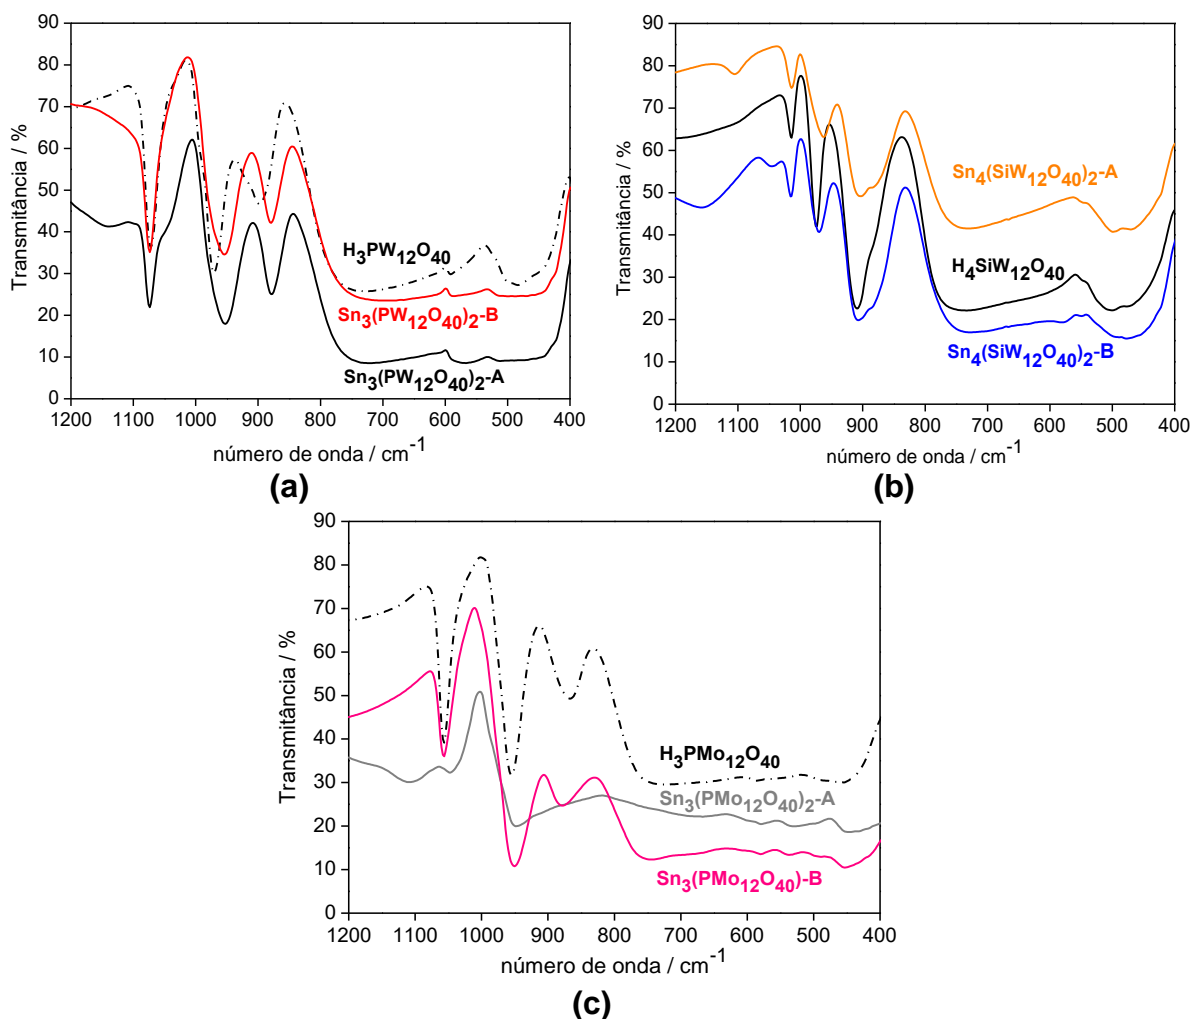 90
80
70
60
50
40
30
20
10
0
Transmitância / %
H3PW12O40
Sn3(PW12O40)2-B
Sn3(PW12O40)2-A
1200 1100 1000 900 800 700 600 500 400
número de onda / cm-1
(a)
90
80
70
60
50
40
30
20
10
0
Transmitância / %
Sn4(SiW12O40)2-A
H4SiW12O40
Sn4(SiW12O40)2-B
1200 1100 1000 900 800 700 600 500 400
número de onda / cm-1
(b)
90
80
70
60
50
40
30
20
10
0
Transmitância / %
H3PMo12O40
Sn3(PMo12O40)2-A
Sn3(PMo12O40)-B
1200 1100 1000 900 800 700 600 500 400
número de onda / cm-1
(c)